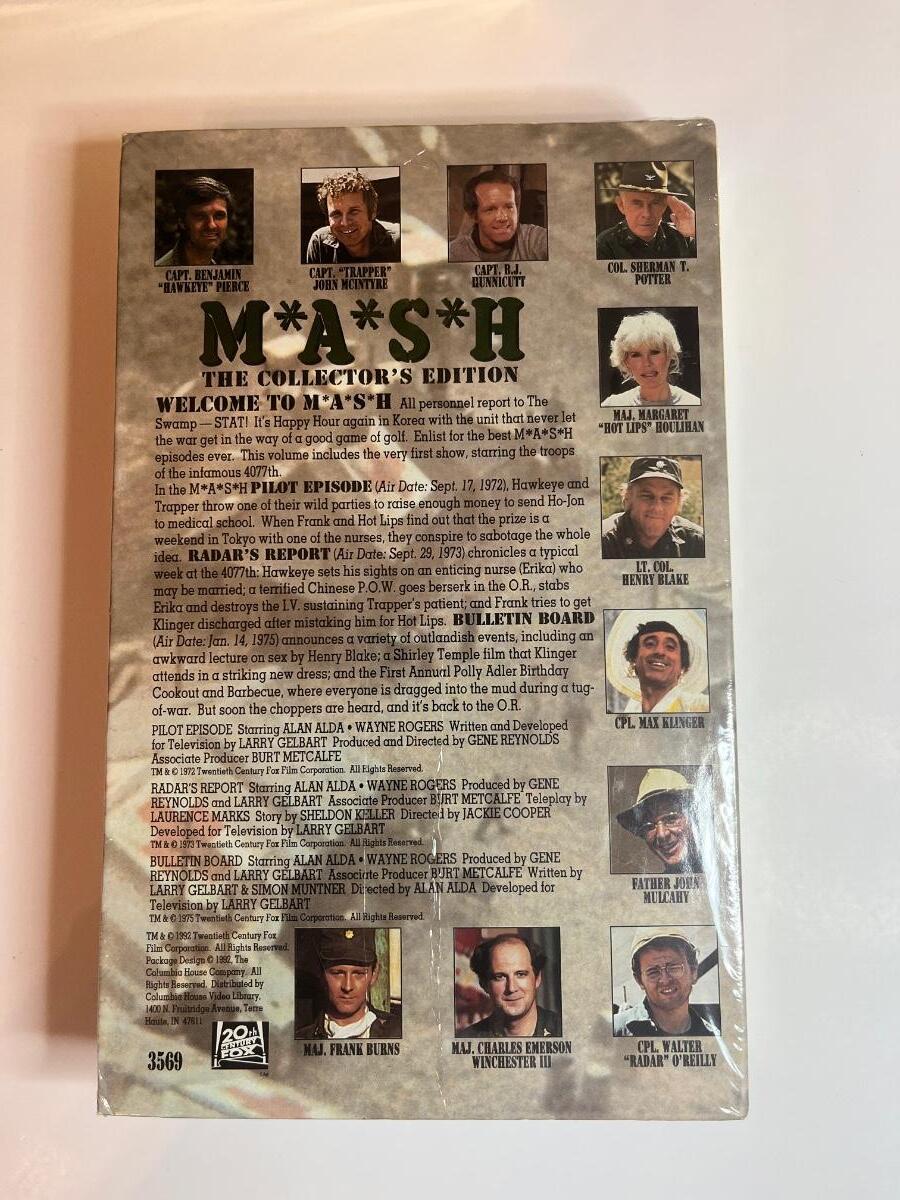 CAPT. BENJAMIN
"HAWKEYE" PIERCE
CAPT. "TRAPPER"
JOHN MCINTYRE
CAPT. B.J.
HUNNICUTT
COL. SHERMAN T.
POTTER
M*A*S*H
THE COLLECTOR'S EDITION
MAJ. MARGARET
"HOT LIPS" HOULIHAN
WELCOME TO M*A*S*H All personnel report to The
Swamp — STAT! It's Happy Hour again in Korea with the unit that never let
the war get in the way of a good game of golf. Enlist for the best M*A*S*H
episodes ever. This volume includes the very first show, starring the troops
of the infamous 4077th.
In the M*A*S*H PILOT EPISODE (Air Date: Sept. 17, 1972), Hawkeye and
Trapper throw one of their wild parties to raise enough money to send Ho-Jon
to medical school. When Frank and Hot Lips find out that the prize is a
weekend in Tokyo with one of the nurses, they conspire to sabotage the whole
idea. RADAR'S REPORT (Air Date: Sept. 29, 1973) chronicles a typical
week at the 4077th: Hawkeye sets his sights on an enticing nurse (Erika) who
may be married; a terrified Chinese P.O.W. goes berserk in the O.R., stabs
Erika and destroys the I.V. sustaining Trapper's patient; and Frank tries to get
Klinger discharged after mistaking him for Hot Lips. BULLETIN BOARD
(Air Date: Jan. 14, 1975) announces a variety of outlandish events, including an
awkward lecture on sex by Henry Blake; a Shirley Temple film that Klinger
attends in a striking new dress; and the First Annual Polly Adler Birthday
Cookout and Barbecue, where everyone is dragged into the mud during a tug-
of-war. But soon the choppers are heard, and it's back to the O.R.
LT. COL.
HENRY BLAKE
CPL. MAX KLINGER
PILOT EPISODE Starring ALAN ALDA • WAYNE ROGERS Written and Developed
for Television by LARRY GELBART Produced and Directed by GENE REYNOLDS
Associate Producer BURT METCALFE
TM & © 1972 Twentieth Century Fox Film Corporation. All Rights Reserved.
RADAR'S REPORT Starring ALAN ALDA • WAYNE ROGERS Produced by GENE
REYNOLDS and LARRY GELBART Associate Producer BURT METCALFE Teleplay by
LAURENCE MARKS Story by SHELDON KELLER Directed by JACKIE COOPER
Developed for Television by LARRY GELBART
TM & © 1973 Twentieth Century Fox Film Corporation. All Rights Reserved.
BULLETIN BOARD Starring ALAN ALDA • WAYNE ROGERS Produced by GENE
REYNOLDS and LARRY GELBART Associate Producer BURT METCALFE Written by
LARRY GELBART & SIMON MUNTNER Directed by ALAN ALDA Developed for
Television by LARRY GELBART
TM & © 1975 Twentieth Century Fox Film Corporation. All Rights Reserved.
FATHER JOHN
MULCAHY
TM & © 1992 Twentieth Century Fox
Film Corporation. All Rights Reserved.
Package Design © 1992, The
Columbia House Company. All
Rights Reserved. Distributed by
Columbia House Video Library,
1400 N. Fruitridge Avenue, Terre
Haute, IN 47611
3569
20th
CENTURY
FOX
MAJ. FRANK BURNS
MAJ. CHARLES EMERSON
WINCHESTER III
CPL. WALTER
"RADAR" O'REILLY